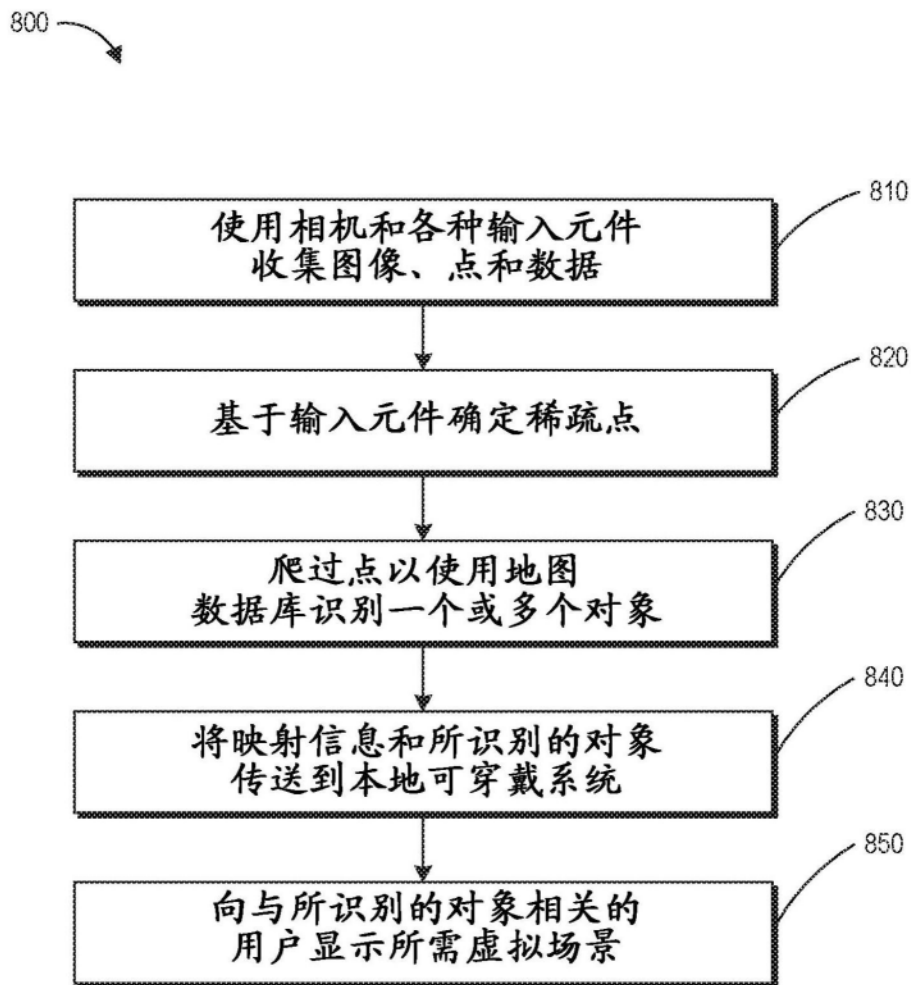 800
使用相机和各种输入元件
收集图像、点和数据
810
基于输入元件确定稀疏点
820
爬过点以使用地图
数据库识别一个或多个对象
830
将映射信息和所识别的对象
传送到本地可穿戴系统
840
向与所识别的对象相关的
用户显示所需虚拟场景
850